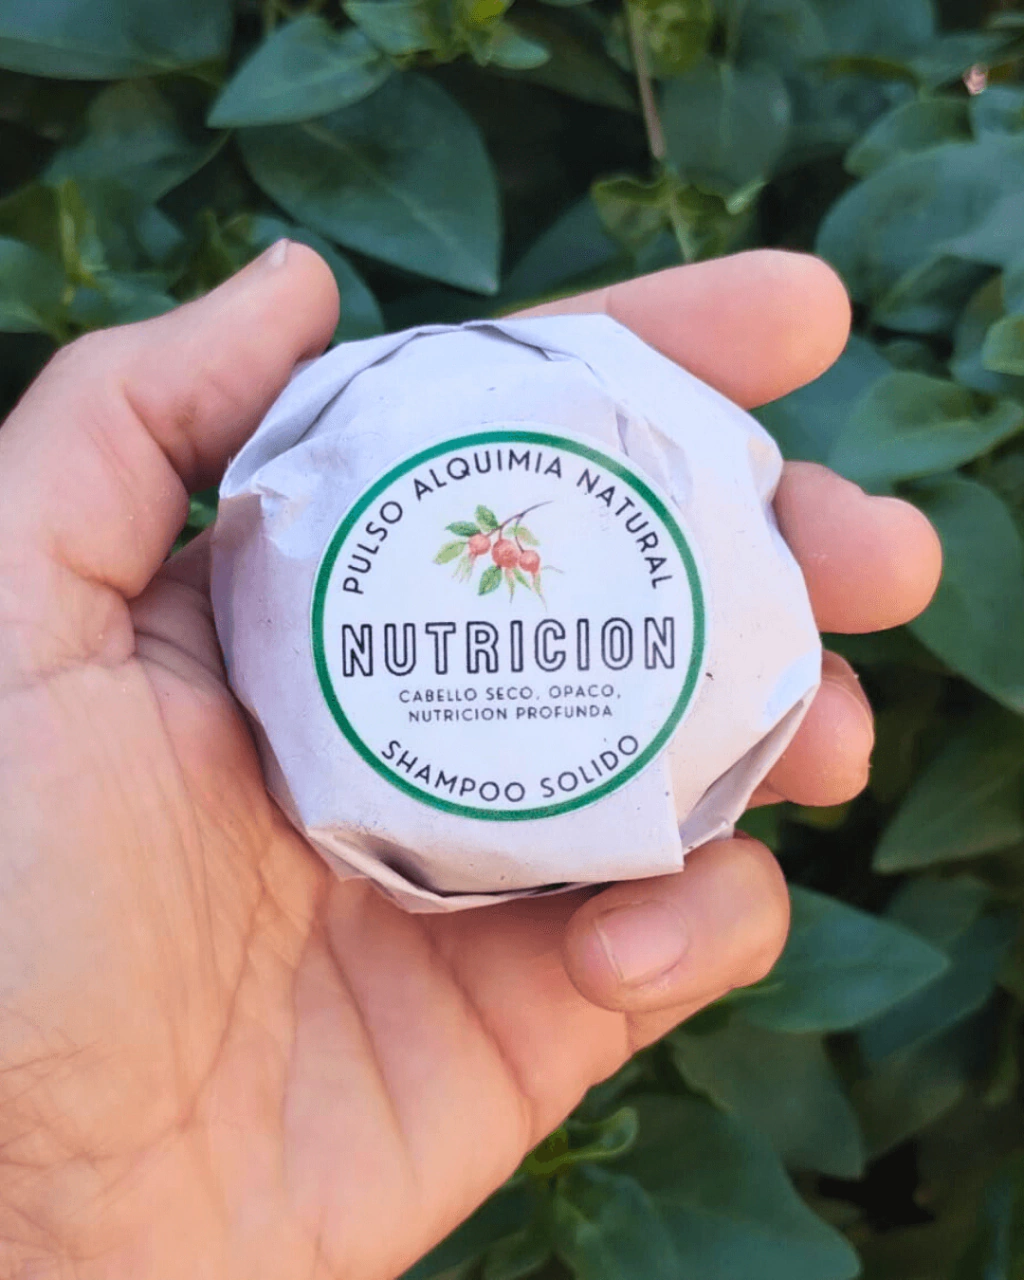 PULSO ALQUIMIA NATURAL
NUTRICION
CABELLO SECO, OPACO,
NUTRICION PROFUNDA
SHAMPOO SOLIDO